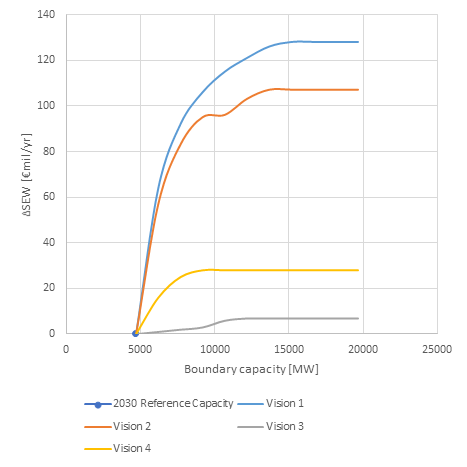 140
120
100
80
60
40
20
0
ΔSEW [€mil/yr]
0 5000 10000 15000 20000 25000
Boundary capacity [MW]
2030 Reference Capacity Vision 1
Vision 2 Vision 3
Vision 4